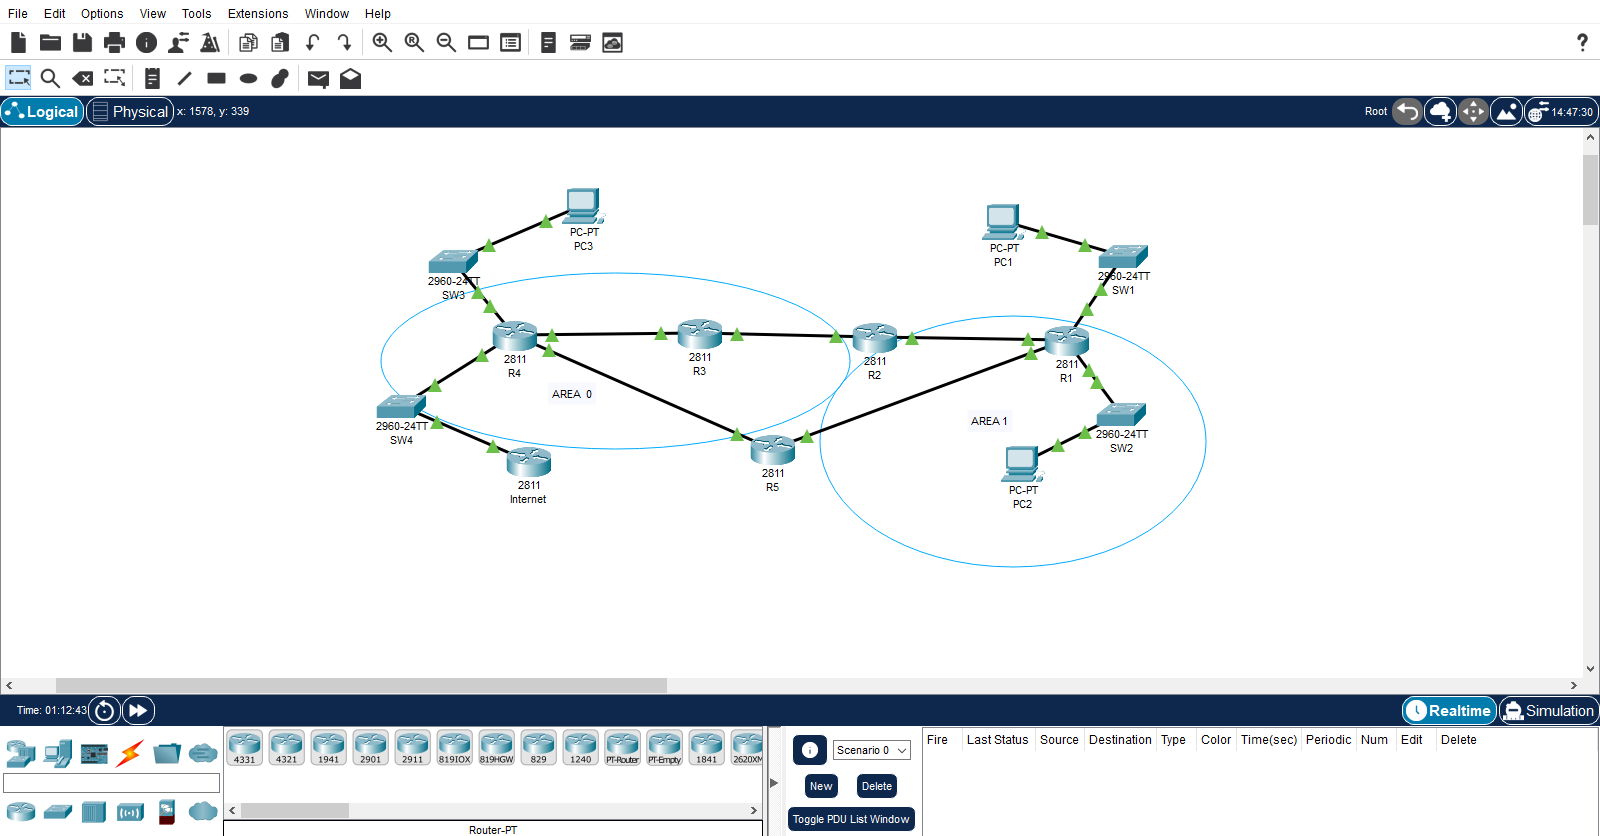 File Edit Options View Tools Extensions Window Help
?
Logical Physical x: 1578, y: 339 Root 14:47:30
PC-PT
PC3
PC-PT
PC1
2960-24TT
SW3
2960-24TT
SW1
2811
R4
2811
R3
2811
R2
2811
R1
AREA 0
AREA 1
2960-24TT
SW4
2960-24TT
SW2
2811
Internet
2811
R5
PC-PT
PC2
Time: 01:12:43 Realtime Simulation
4331 4321 1941 2901 2911 819IOX 819HGW 829 1240 PT-Router PT-Empty 1841 2620XM
Router-PT
Scenario 0
New Delete
Toggle PDU List Window
Fire Last Status Source Destination Type Color Time(sec) Periodic Num Edit Delete